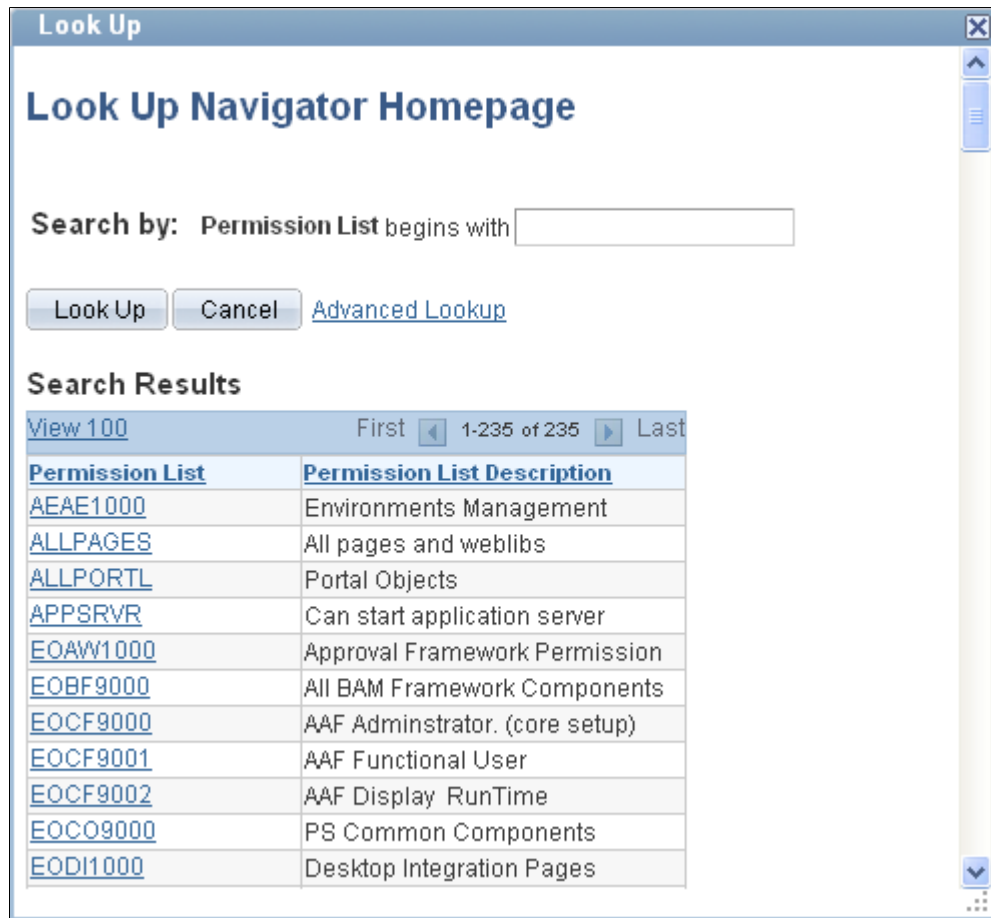 Look Up
Look Up Navigator Homepage
Search by: Permission List begins with
Look Up Cancel Advanced Lookup
Search Results
View 100 First 1-235 of 235 Last
Permission List Permission List Description
AEAE1000 Environments Management
ALLPAGES All pages and weblibs
ALLPORTL Portal Objects
APPSRVR Can start application server
EOAW1000 Approval Framework Permission
EOBF9000 All BAM Framework Components
EOCF9000 AAF Adminstrator. (core setup)
EOCF9001 AAF Functional User
EOCF9002 AAF Display RunTime
EOCO9000 PS Common Components
EODI1000 Desktop Integration Pages